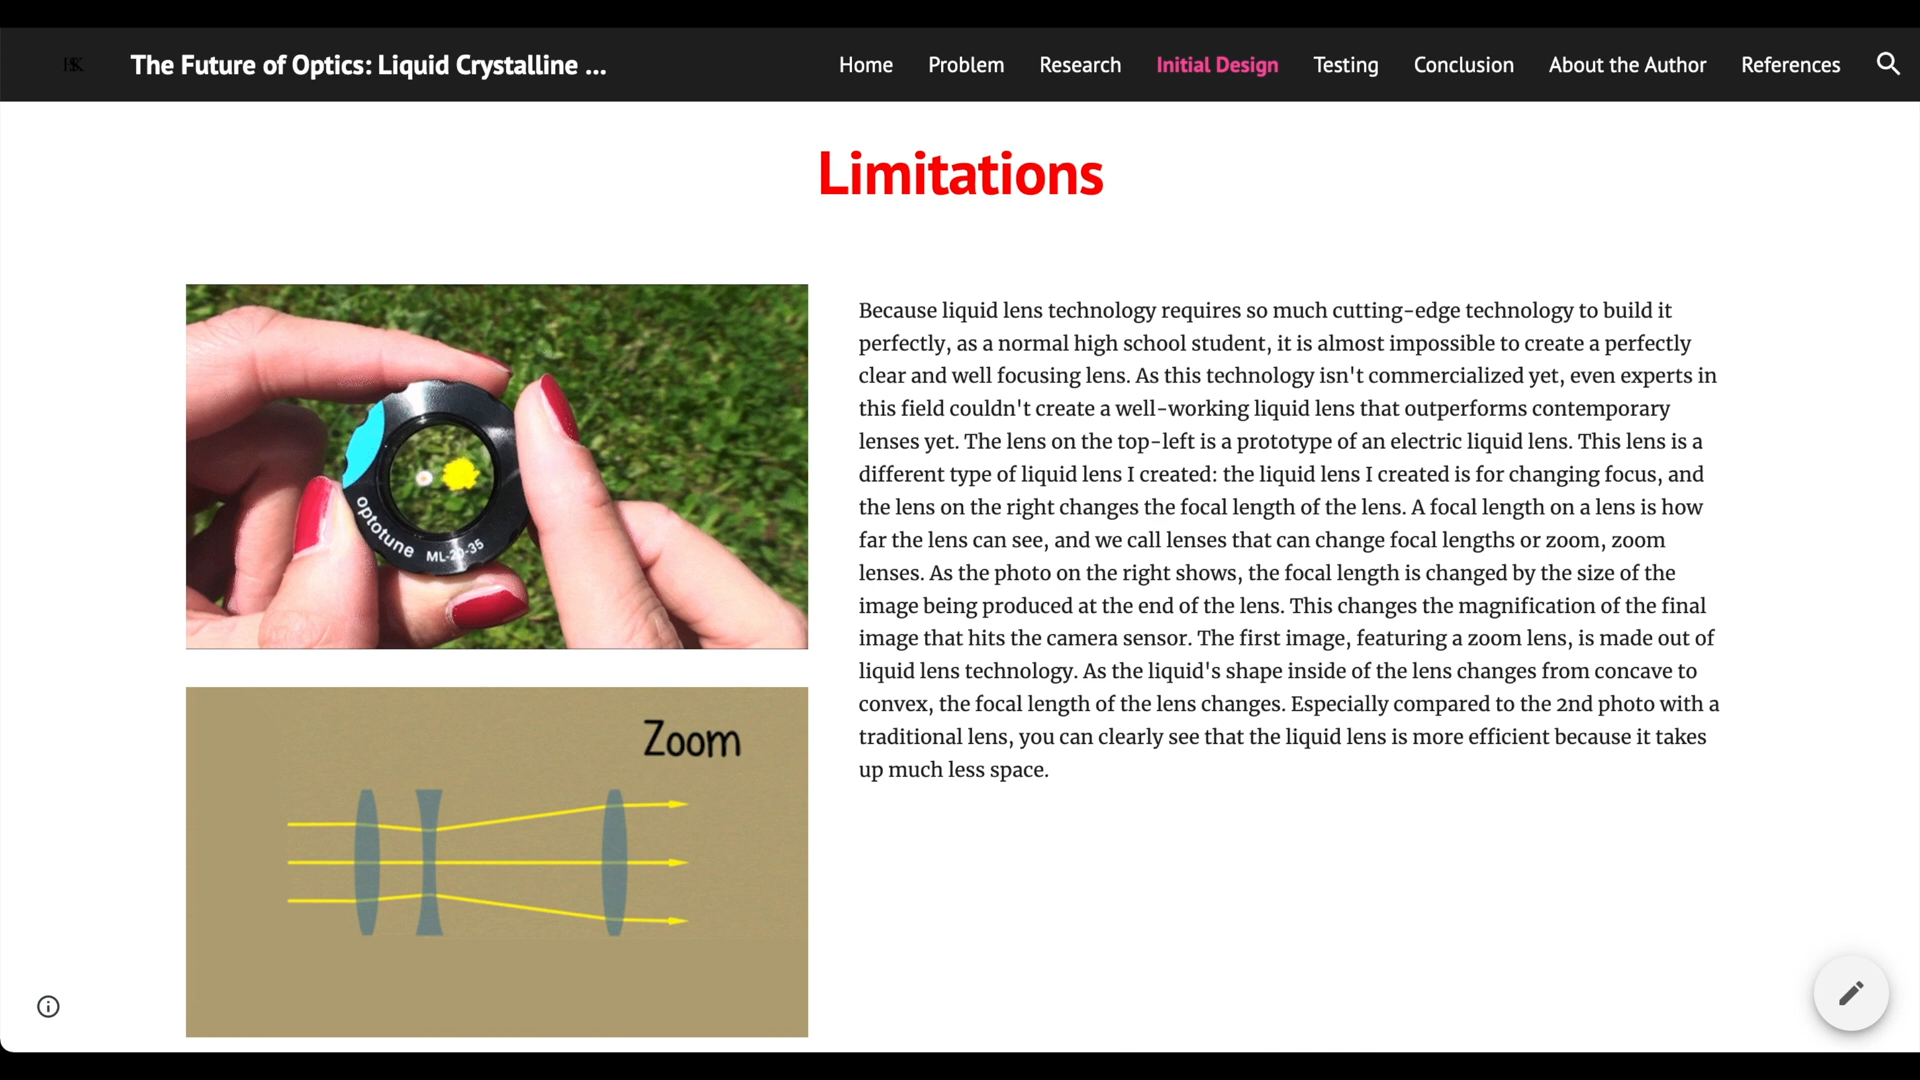 HSK
The Future of Optics: Liquid Crystalline ...
Home Problem Research Initial Design Testing Conclusion About the Author References
Limitations
optotune ML-20-35
Zoom
Because liquid lens technology requires so much cutting-edge technology to build it
perfectly, as a normal high school student, it is almost impossible to create a perfectly
clear and well focusing lens. As this technology isn't commercialized yet, even experts in
this field couldn't create a well-working liquid lens that outperforms contemporary
lenses yet. The lens on the top-left is a prototype of an electric liquid lens. This lens is a
different type of liquid lens I created: the liquid lens I created is for changing focus, and
the lens on the right changes the focal length of the lens. A focal length on a lens is how
far the lens can see, and we call lenses that can change focal lengths or zoom, zoom
lenses. As the photo on the right shows, the focal length is changed by the size of the
image being produced at the end of the lens. This changes the magnification of the final
image that hits the camera sensor. The first image, featuring a zoom lens, is made out of
liquid lens technology. As the liquid's shape inside of the lens changes from concave to
convex, the focal length of the lens changes. Especially compared to the 2nd photo with a
traditional lens, you can clearly see that the liquid lens is more efficient because it takes
up much less space.